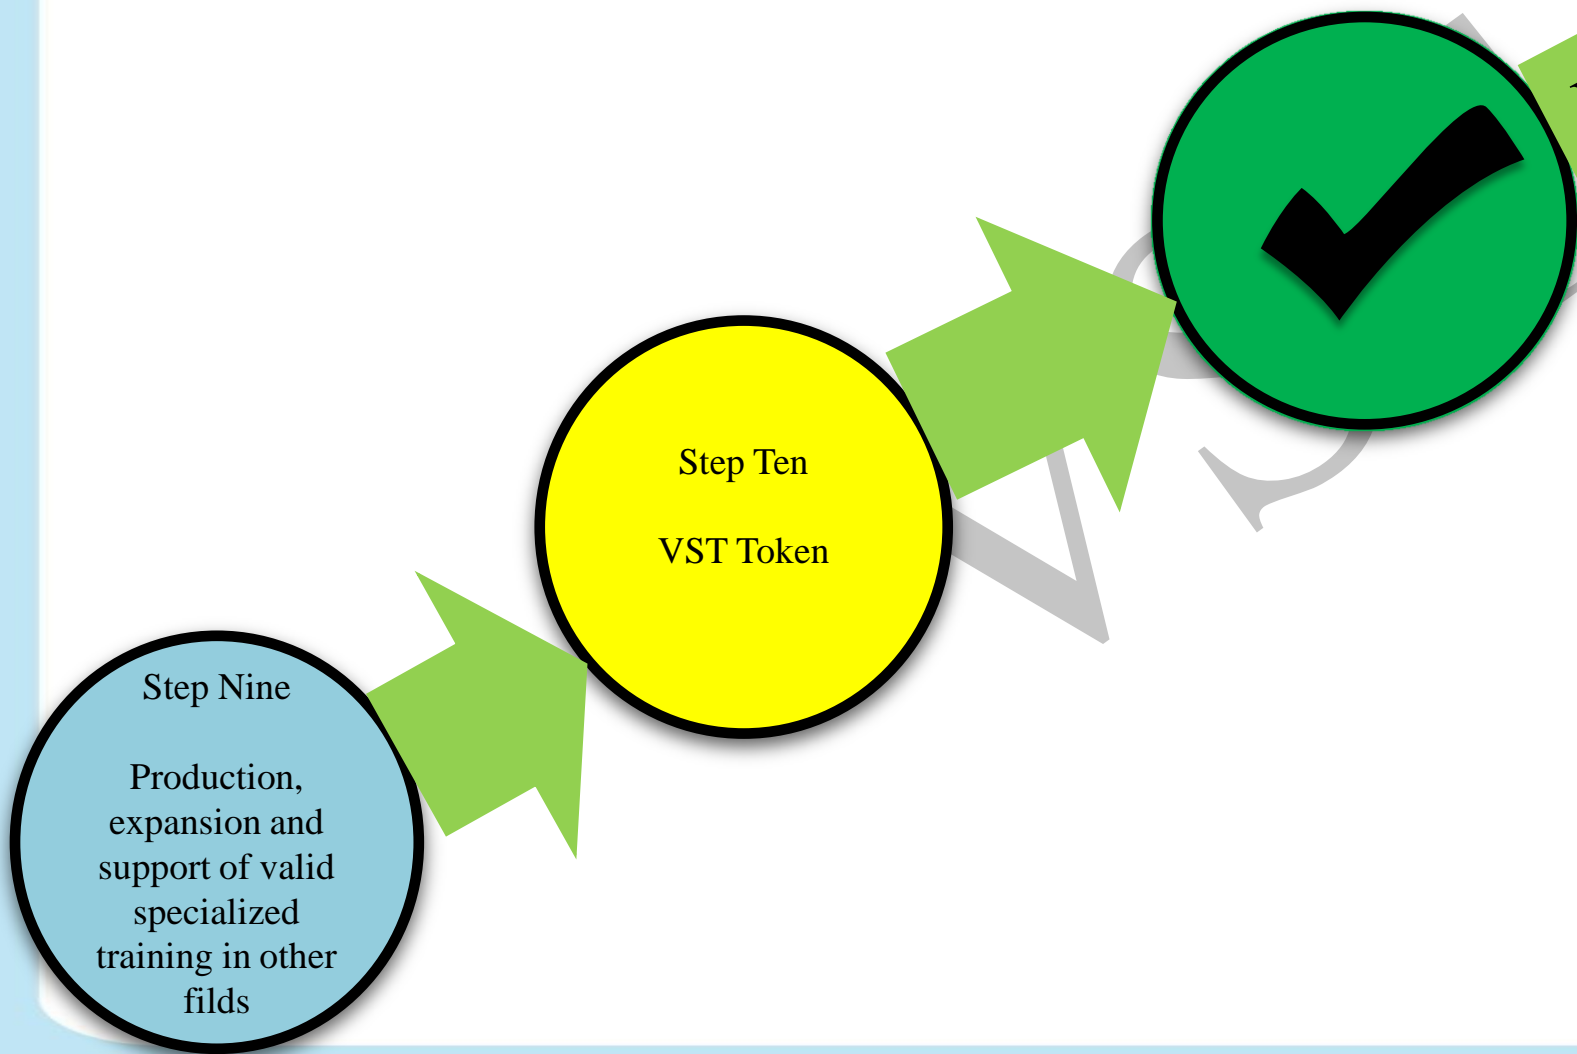 Step Ten
VST Token
Step Nine
Production,
expansion and
support of valid
specialized
training in other
filds